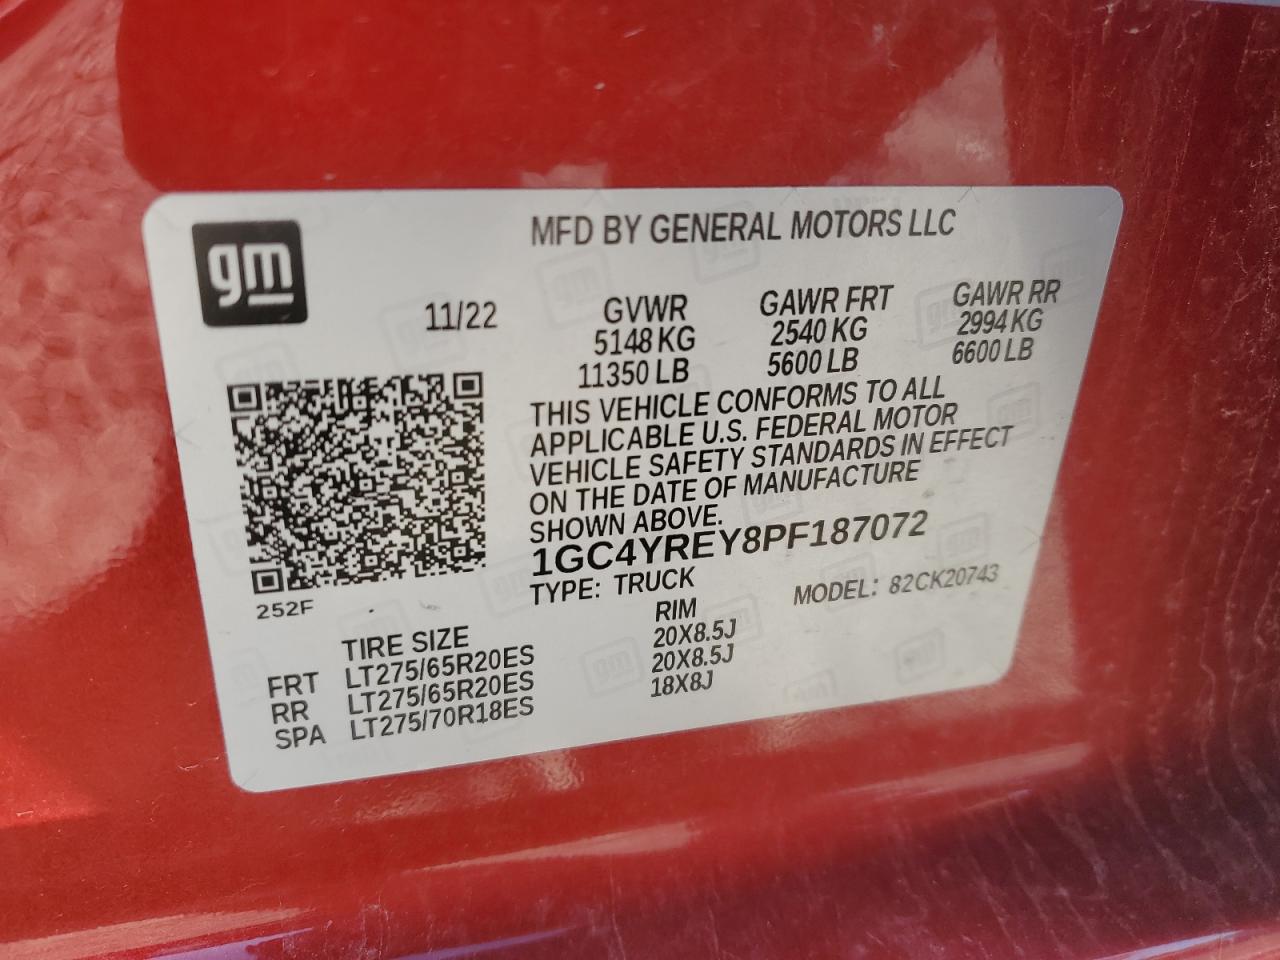 gm
MFD BY GENERAL MOTORS LLC
11/22
GVWR GAWR FRT GAWR RR
5148 KG 2540 KG 2994 KG
11350 LB 5600 LB 6600 LB
THIS VEHICLE CONFORMS TO ALL
APPLICABLE U.S. FEDERAL MOTOR
VEHICLE SAFETY STANDARDS IN EFFECT
ON THE DATE OF MANUFACTURE
SHOWN ABOVE.
1GC4YREY8PF187072
TYPE: TRUCK MODEL: 82CK20743
252F
TIRE SIZE RIM
FRT LT275/65R20ES 20X8.5J
RR LT275/65R20ES 20X8.5J
SPA LT275/70R18ES 18X8J